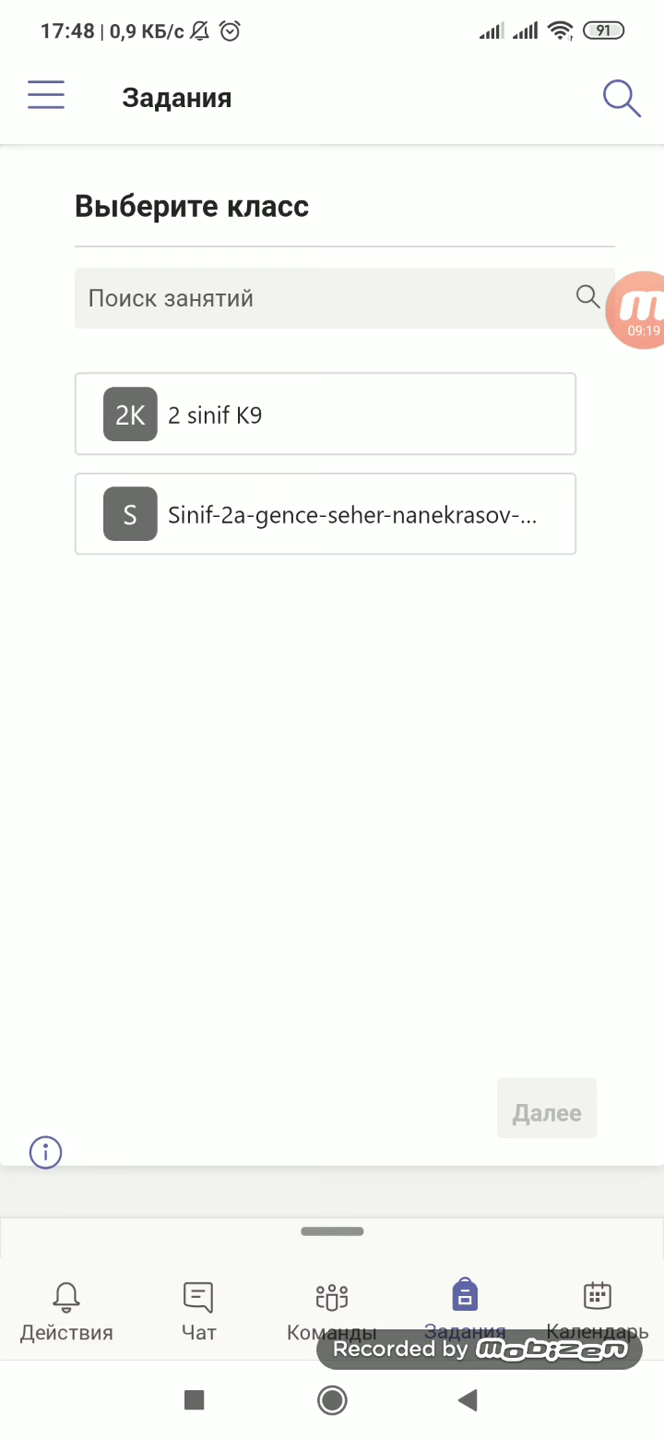 17:48 | 0,9 КБ/с 91
Задания
Выберите класс
Поиск занятий
m
09:19
2K 2 sinif K9
S Sinif-2a-gence-seher-nanekrasov-...
Далее
Действия Чат Команды Задания Календарь
Recorded by mobizen